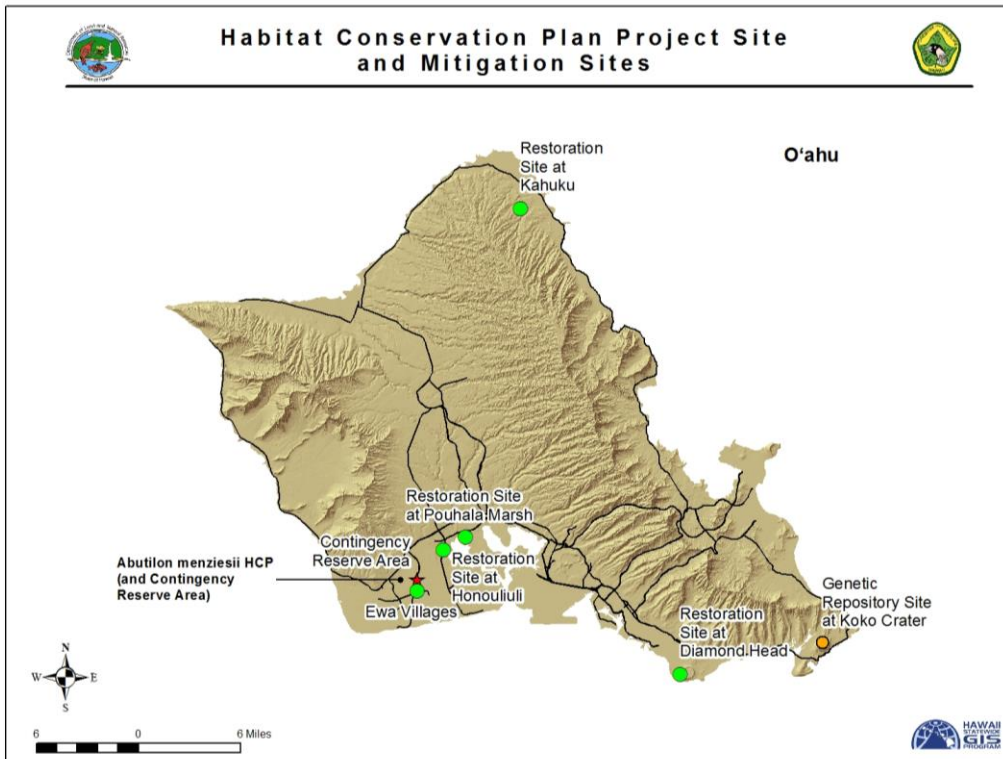 Habitat Conservation Plan Project Site
and Mitigation Sites
O‘ahu
Restoration
Site at
Kahuku
Restoration Site
at Pouhala Marsh
Contingency
Reserve Area
Abutilon menziesii HCP
(and Contingency
Reserve Area)
Restoration
Site at
Honouliuli
Ewa Villages
Restoration
Site at
Diamond Head
Genetic
Repository Site
at Koko Crater
N
W E
S
6 0 6 Miles
HAWAII
STATEWIDE
GIS
PROGRAM